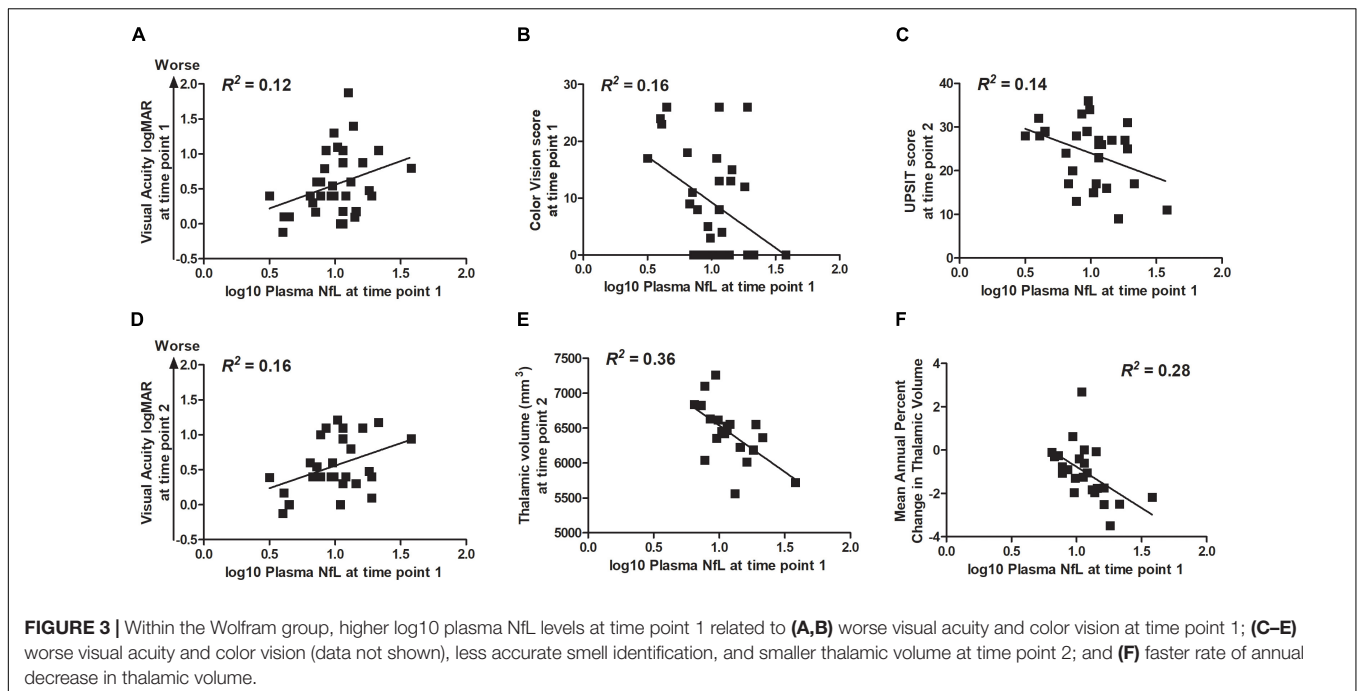 A
Worse
R² = 0.12
Visual Acuity logMAR
at time point 1
2.0
1.5
1.0
0.5
0.0
-0.5
0.0 0.5 1.0 1.5 2.0
log10 Plasma NfL at time point 1
B
R² = 0.16
Color Vision score
at time point 1
30
20
10
0
0.0 0.5 1.0 1.5 2.0
log10 Plasma NfL at time point 1
C
R² = 0.14
UPSIT score
at time point 2
40
30
20
10
0
0.0 0.5 1.0 1.5 2.0
log10 Plasma NfL at time point 1
D
Worse
R² = 0.16
Visual Acuity logMAR
at time point 2
2.0
1.5
1.0
0.5
0.0
-0.5
0.0 0.5 1.0 1.5 2.0
log10 Plasma NfL at time point 1
E
R² = 0.36
Thalamic volume (mm³)
at time point 2
7500
7000
6500
6000
5500
5000
0.0 0.5 1.0 1.5 2.0
log10 Plasma NfL at time point 1
F
R² = 0.28
Mean Annual Percent
Change in Thalamic Volume
4
2
0
-2
-4
0.0 0.5 1.0 1.5 2.0
log10 Plasma NfL at time point 1
FIGURE 3 | Within the Wolfram group, higher log10 plasma NfL levels at time point 1 related to (A,B) worse visual acuity and color vision at time point 1; (C–E)
worse visual acuity and color vision (data not shown), less accurate smell identification, and smaller thalamic volume at time point 2; and (F) faster rate of annual
decrease in thalamic volume.